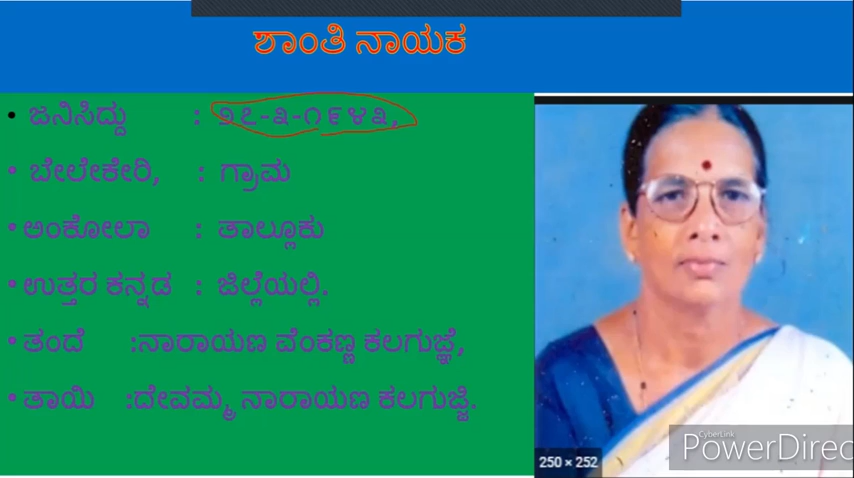 ಶಾಂತಿ ನಾಯಕ
• ಜನಿಸಿದ್ದು : ೨೭-೩-೧೯೪೩,
• ಬೇಲೇಕೇರಿ, : ಗ್ರಾಮ
• ಅಂಕೋಲಾ : ತಾಲ್ಲೂಕು
• ಉತ್ತರ ಕನ್ನಡ : ಜಿಲ್ಲೆಯಲ್ಲಿ.
• ತಂದೆ :ನಾರಾಯಣ ವೆಂಕಣ್ಣ ಕಲಗುಜ್ಜೆ,
• ತಾಯಿ :ದೇವಮ್ಮ ನಾರಾಯಣ ಕಲಗುಜ್ಜಿ.
250 × 252
CyberLink
PowerDirec